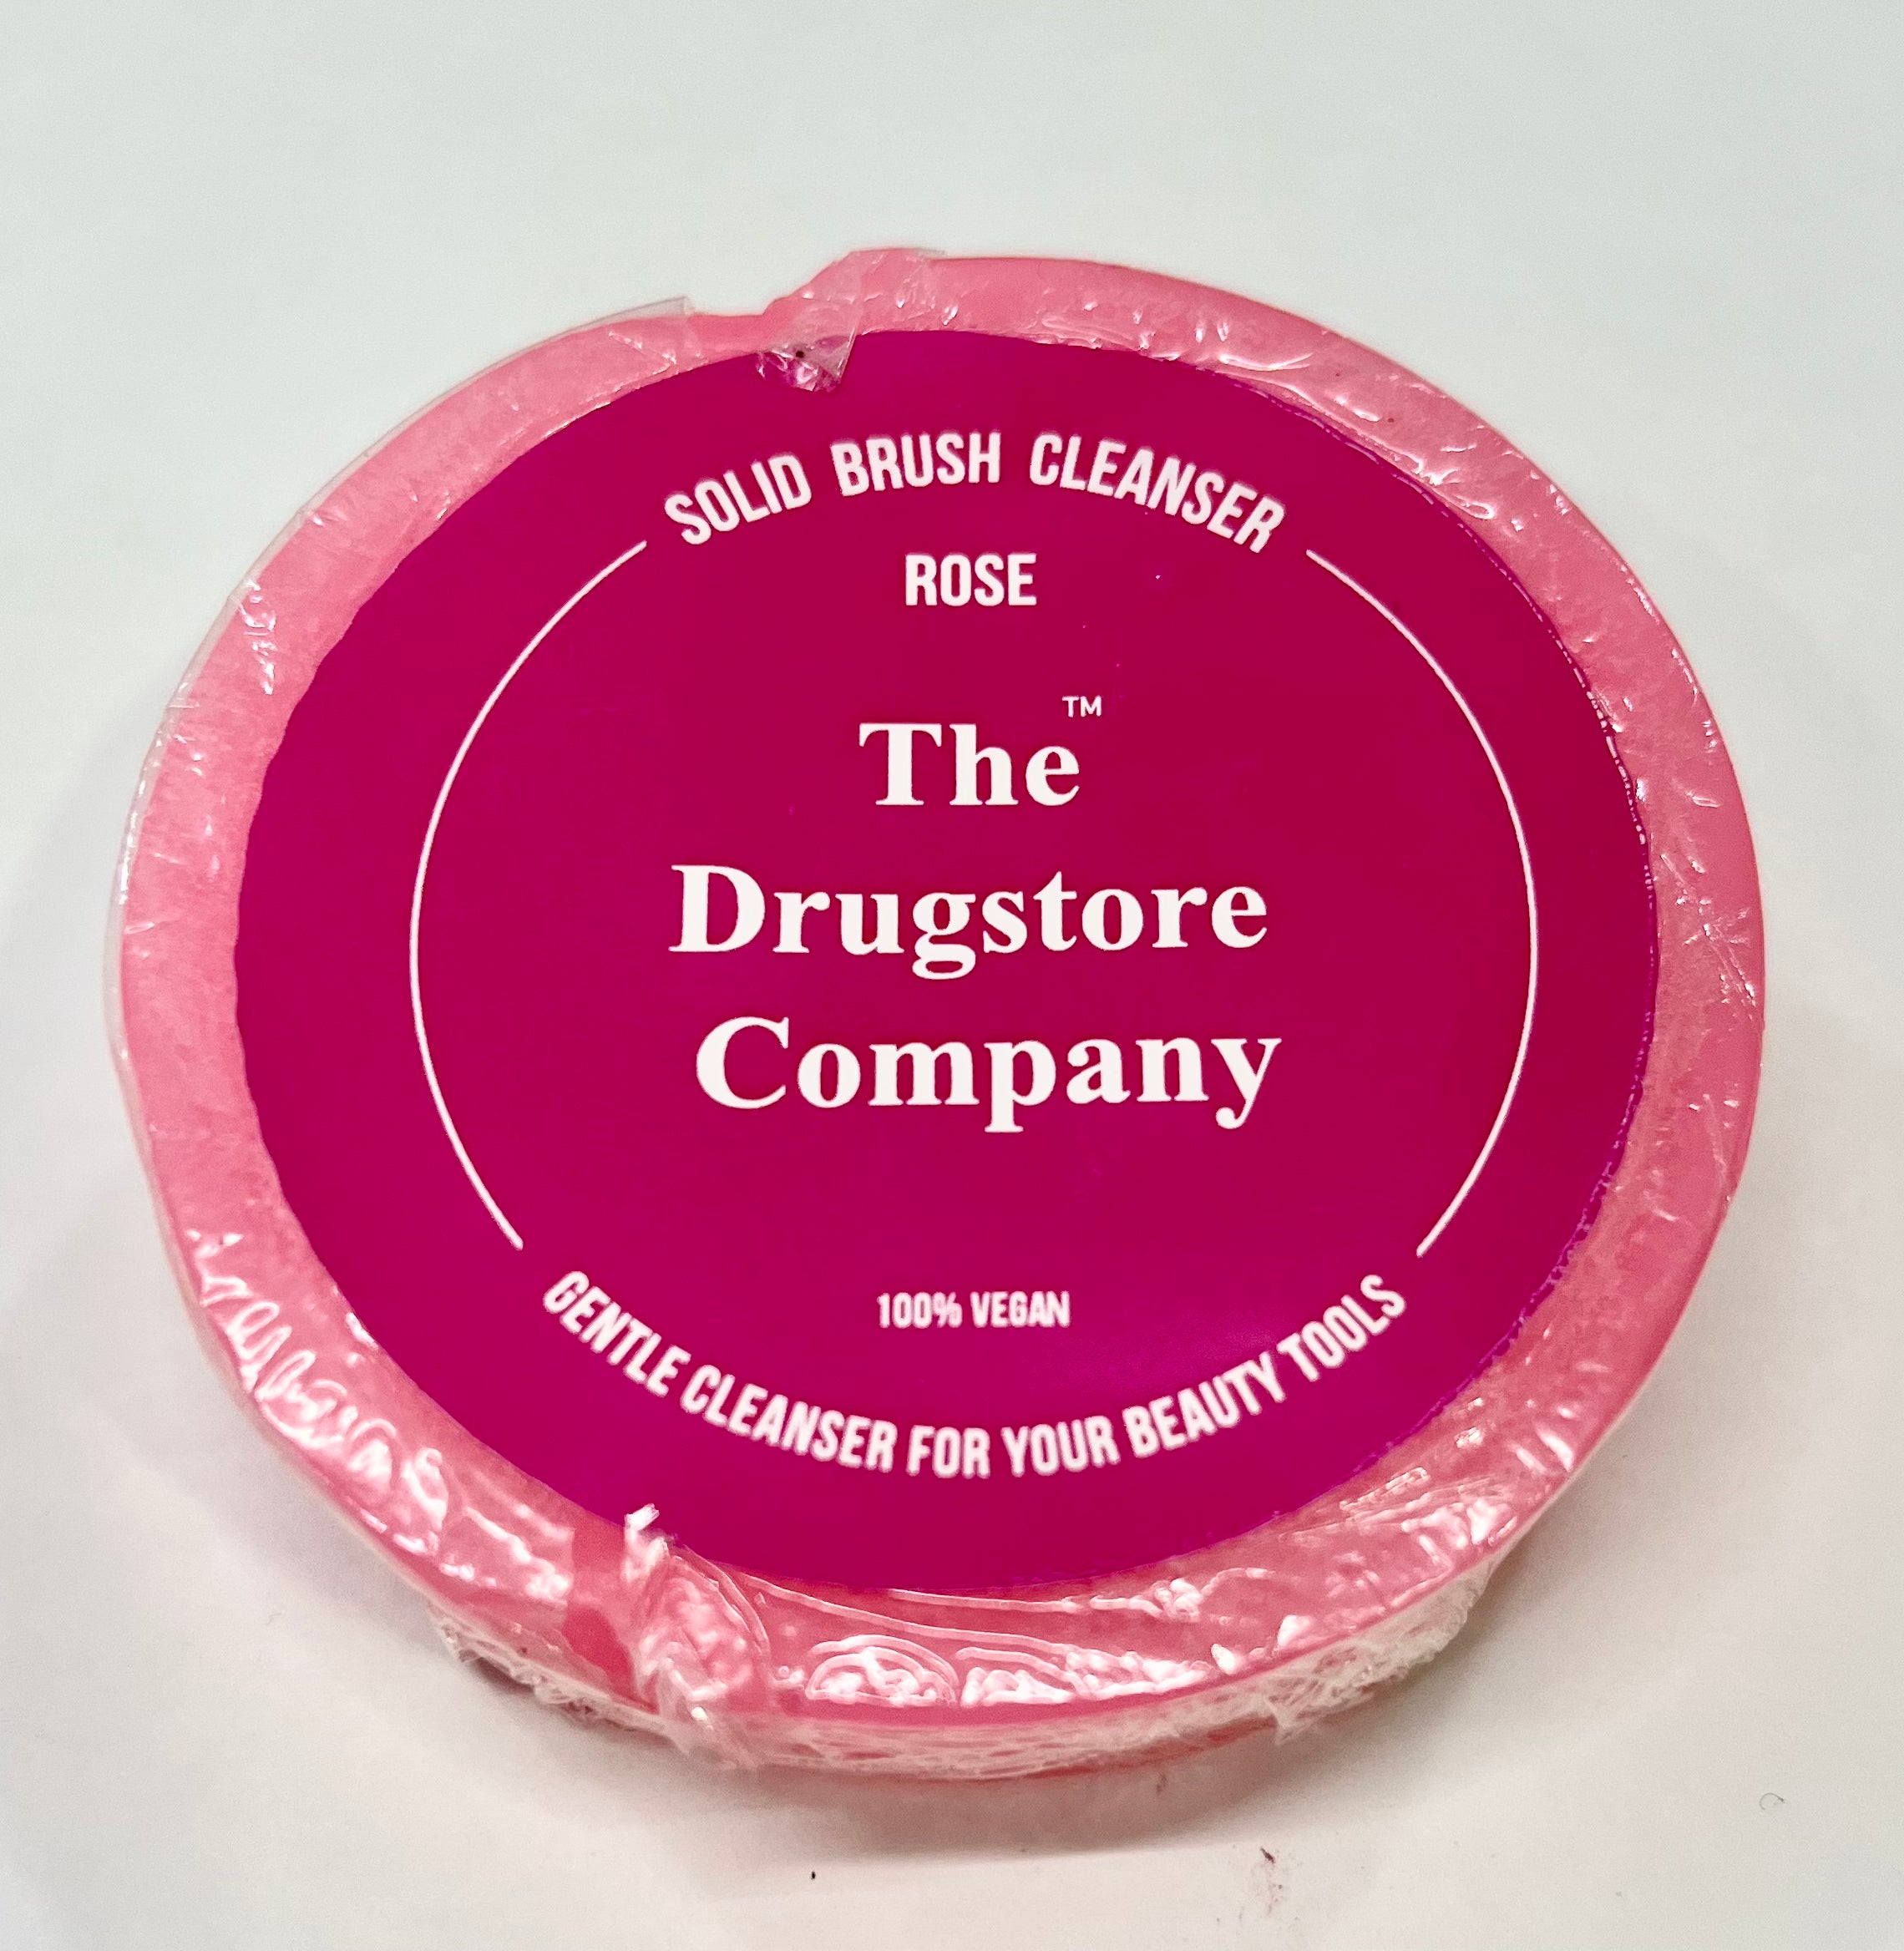 SOLID BRUSH CLEANSER
ROSE
The™
Drugstore
Company
100% VEGAN
GENTLE CLEANSER FOR YOUR BEAUTY TOOLS